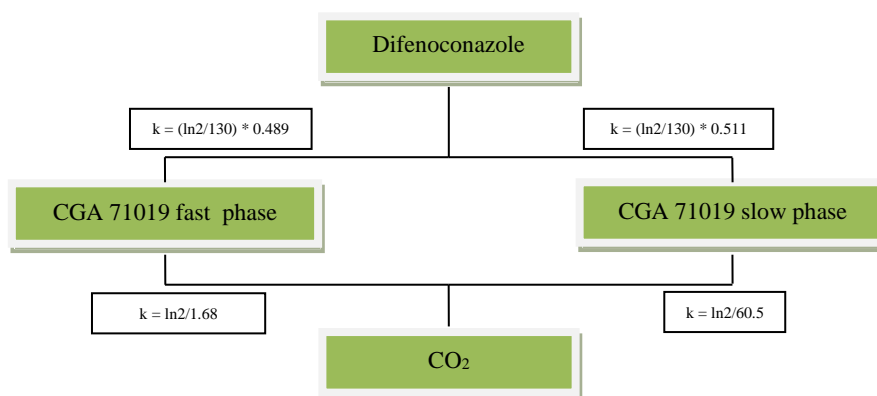 Difenoconazole
k = (ln2/130) * 0.489
k = (ln2/130) * 0.511
CGA 71019 fast phase
CGA 71019 slow phase
k = ln2/1.68
k = ln2/60.5
CO₂